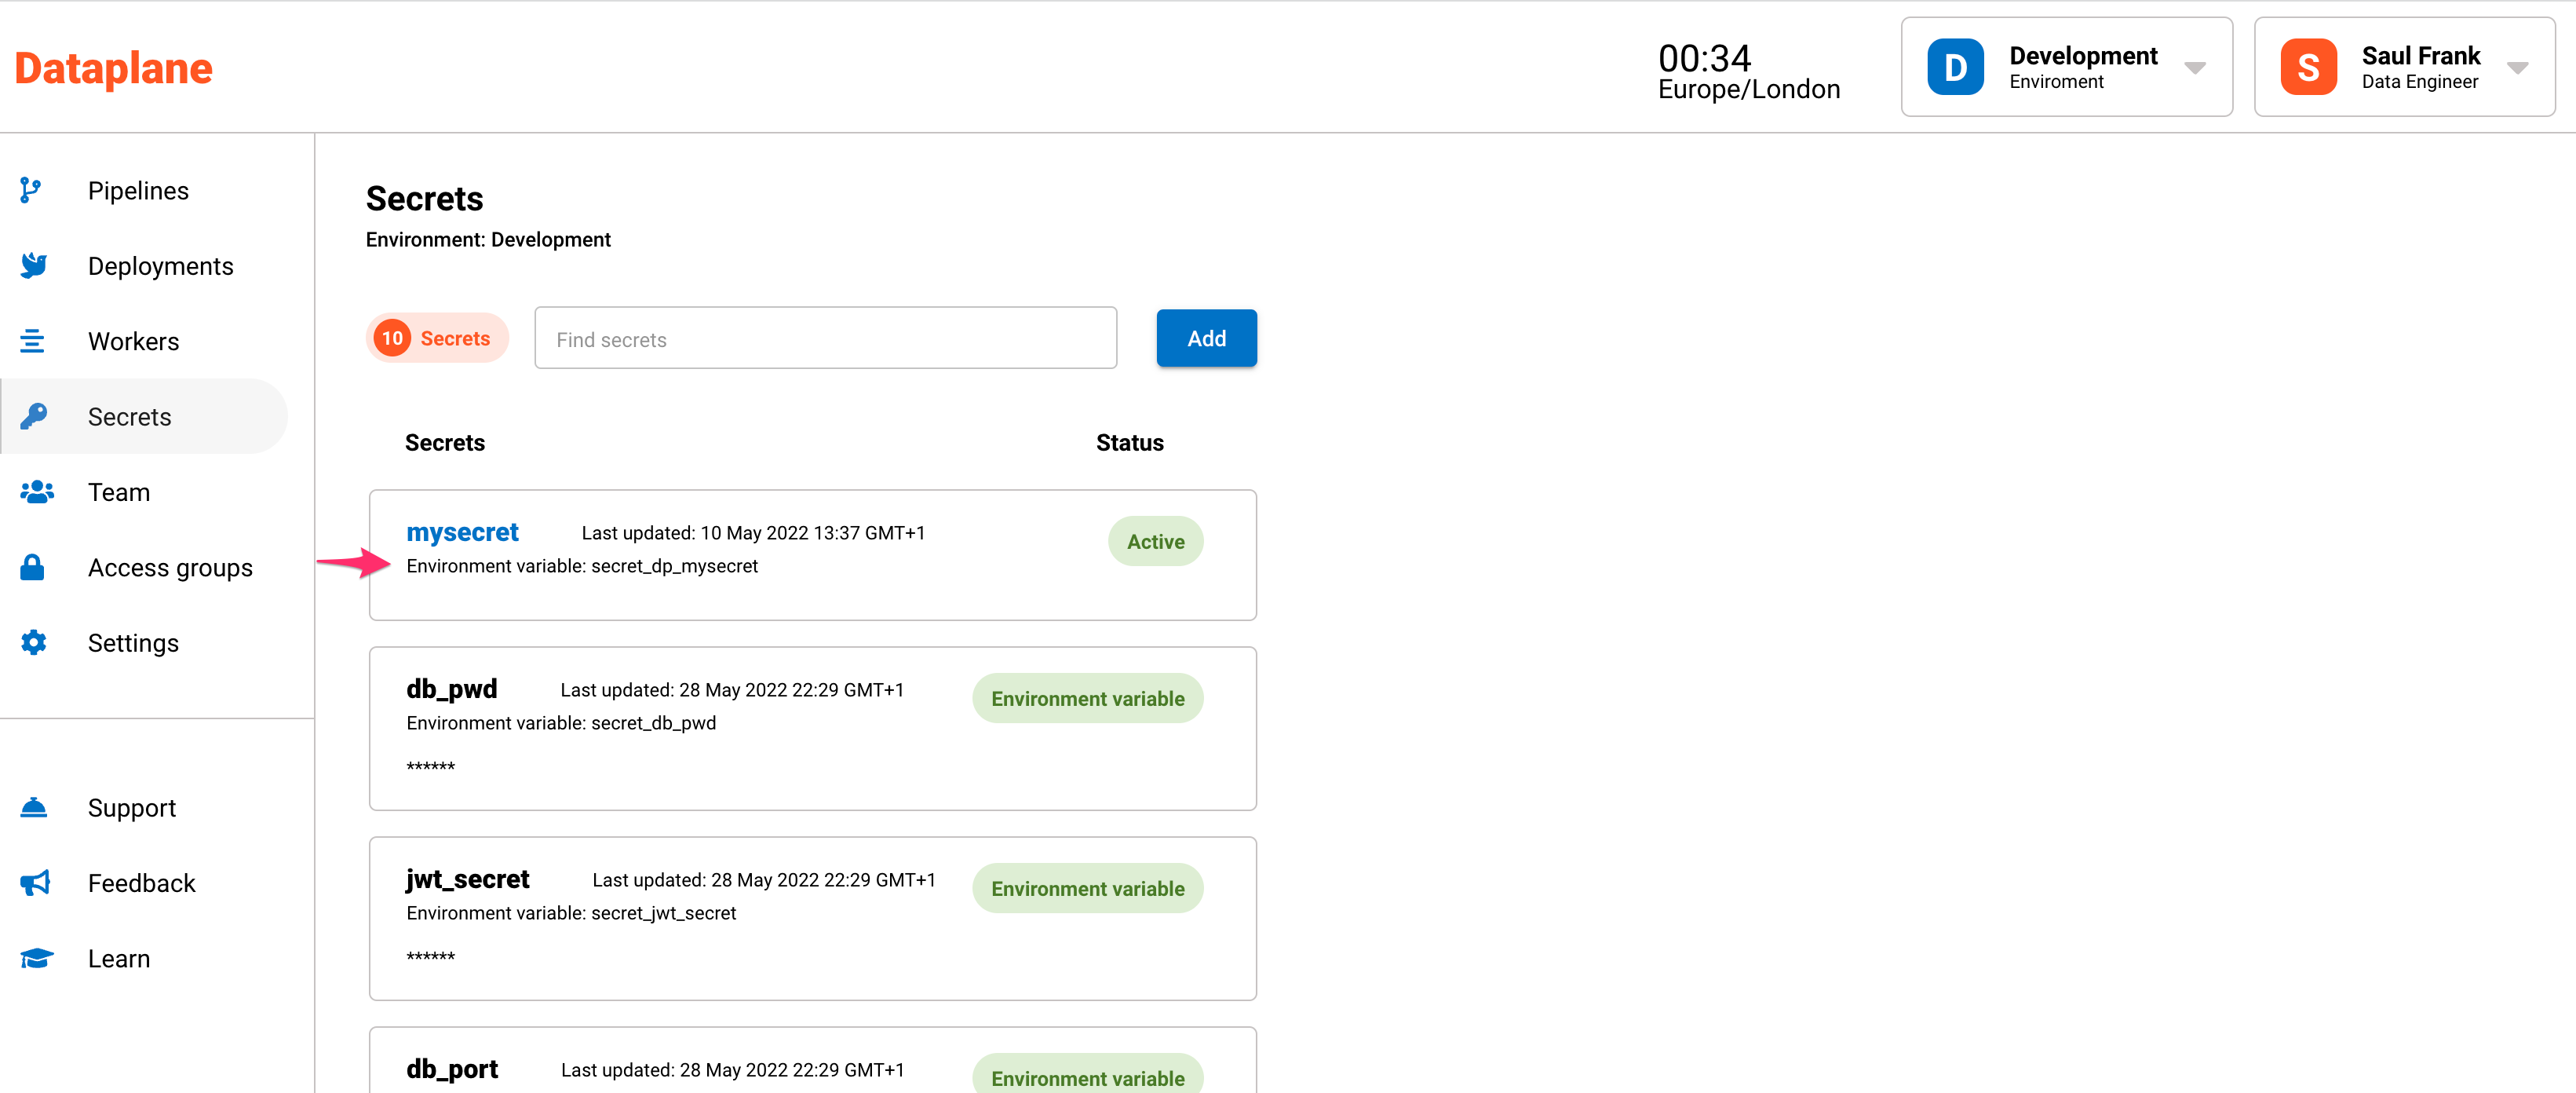 Dataplane
00:34
Europe/London
D
Development
Enviroment
S
Saul Frank
Data Engineer
Pipelines
Deployments
Workers
Secrets
Team
Access groups
Settings
Support
Feedback
Learn
Secrets
Environment: Development
10 Secrets
Find secrets
Add
Secrets Status
mysecret Last updated: 10 May 2022 13:37 GMT+1 Active
Environment variable: secret_dp_mysecret
db_pwd Last updated: 28 May 2022 22:29 GMT+1 Environment variable
Environment variable: secret_db_pwd
******
jwt_secret Last updated: 28 May 2022 22:29 GMT+1 Environment variable
Environment variable: secret_jwt_secret
******
db_port Last updated: 28 May 2022 22:29 GMT+1 Environment variable